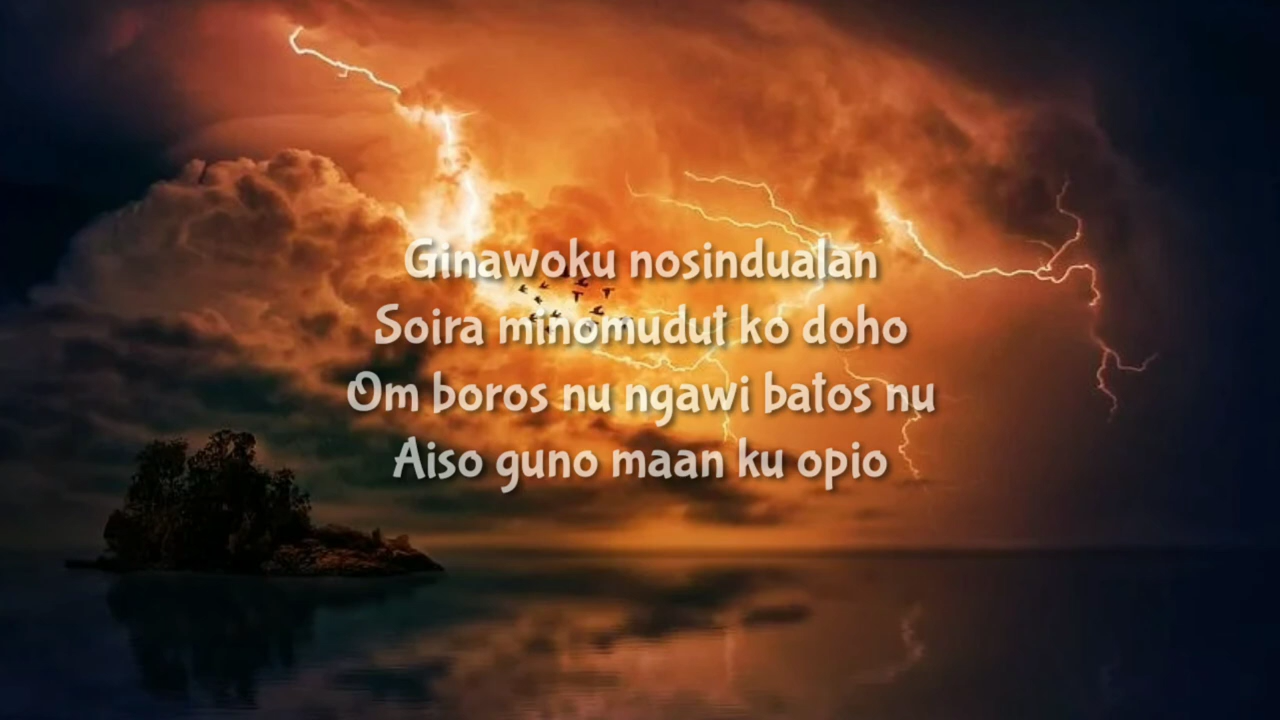 Ginawoku nosindualan
Soira minomudut ko doho
Om boros nu ngawi batos nu
Aiso guno maan ku opio